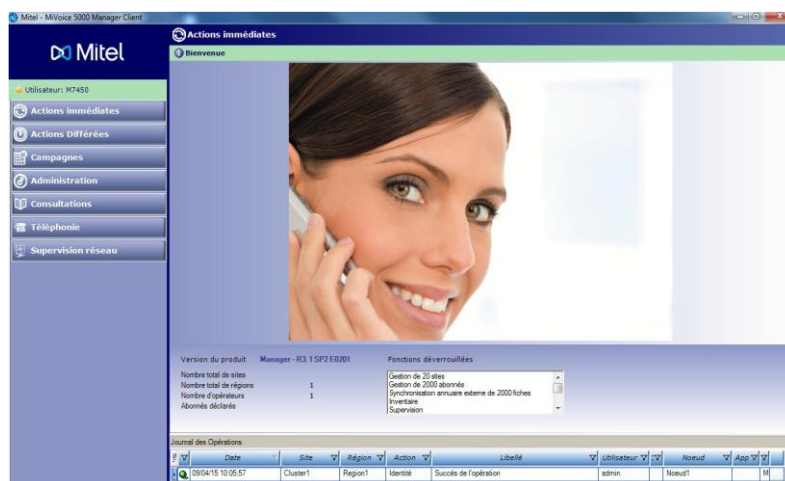 Mitel - MiVoice 5000 Manager Client
Mitel
Utilisateur: M7450
Actions immédiates
Actions Différées
Campagnes
Administration
Consultations
Téléphonie
Supervision réseau
Actions immédiates
Bienvenue
Version du produit Manager - R3.1 SP2 E0201
Nombre total de sites
Nombre total de régions 1
Nombre d'opérateurs 1
Abonnés déclarés
Fonctions déverrouillées
Gestion de 20 sites
Gestion de 2000 abonnés
Synchronisation annuaire externe de 2000 fiches
Inventaire
Supervision
Journal des Opérations
Date Site Région Action Libellé Utilisateur Noeud App
09/04/15 10:05:57 Cluster1 Region1 Identité Succès de l'opération admin Noeud1 M